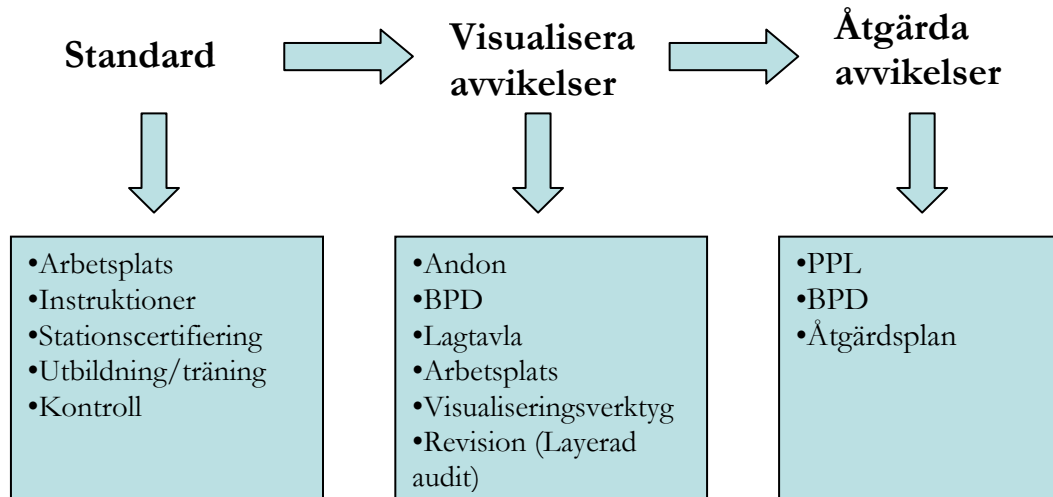 Standard
Visualisera
avvikelser
Åtgärda
avvikelser
•Arbetsplats
•Instruktioner
•Stationscertifiering
•Utbildning/träning
•Kontroll
•Andon
•BPD
•Lagtavla
•Arbetsplats
•Visualiseringsverktyg
•Revision (Layerad
audit)
•PPL
•BPD
•Åtgärdsplan